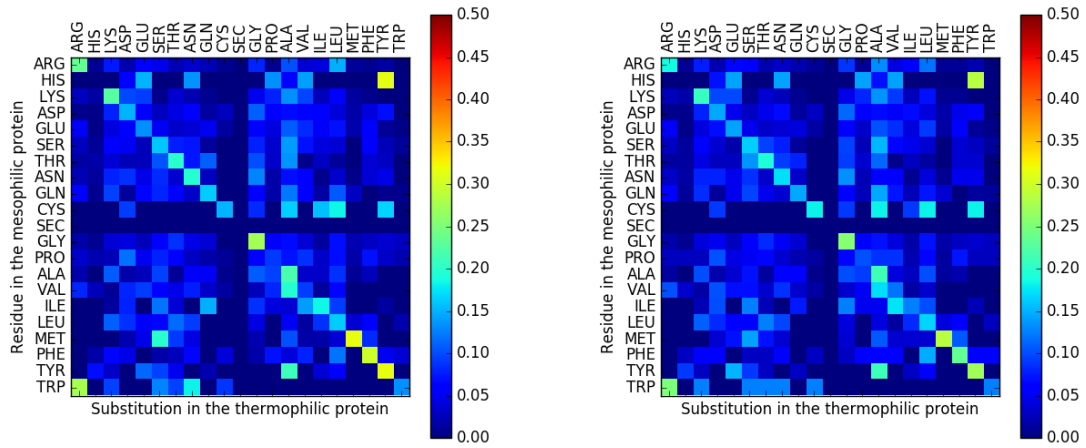 ARG HIS LYS ASP GLU SER THR ASN GLN CYS SEC GLY PRO ALA VAL ILE LEU MET PHE TYR TRP
Residue in the mesophilic protein
ARG
HIS
LYS
ASP
GLU
SER
THR
ASN
GLN
CYS
SEC
GLY
PRO
ALA
VAL
ILE
LEU
MET
PHE
TYR
TRP
Substitution in the thermophilic protein
0.50
0.45
0.40
0.35
0.30
0.25
0.20
0.15
0.10
0.05
0.00
ARG HIS LYS ASP GLU SER THR ASN GLN CYS SEC GLY PRO ALA VAL ILE LEU MET PHE TYR TRP
Residue in the mesophilic protein
ARG
HIS
LYS
ASP
GLU
SER
THR
ASN
GLN
CYS
SEC
GLY
PRO
ALA
VAL
ILE
LEU
MET
PHE
TYR
TRP
Substitution in the thermophilic protein
0.50
0.45
0.40
0.35
0.30
0.25
0.20
0.15
0.10
0.05
0.00